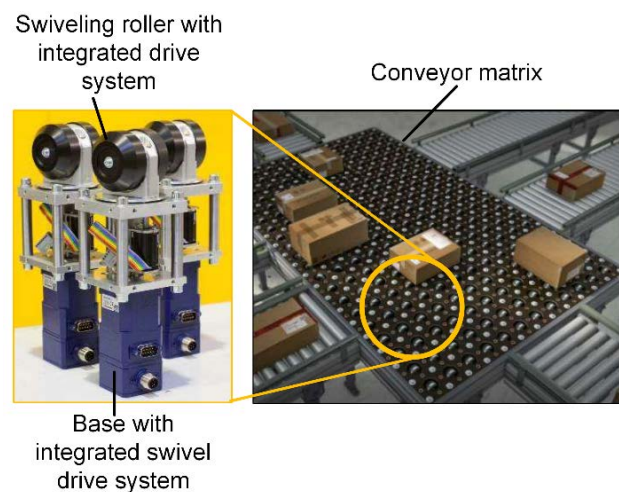 Swiveling roller with
integrated drive
system
Conveyor matrix
Base with
integrated swivel
drive system